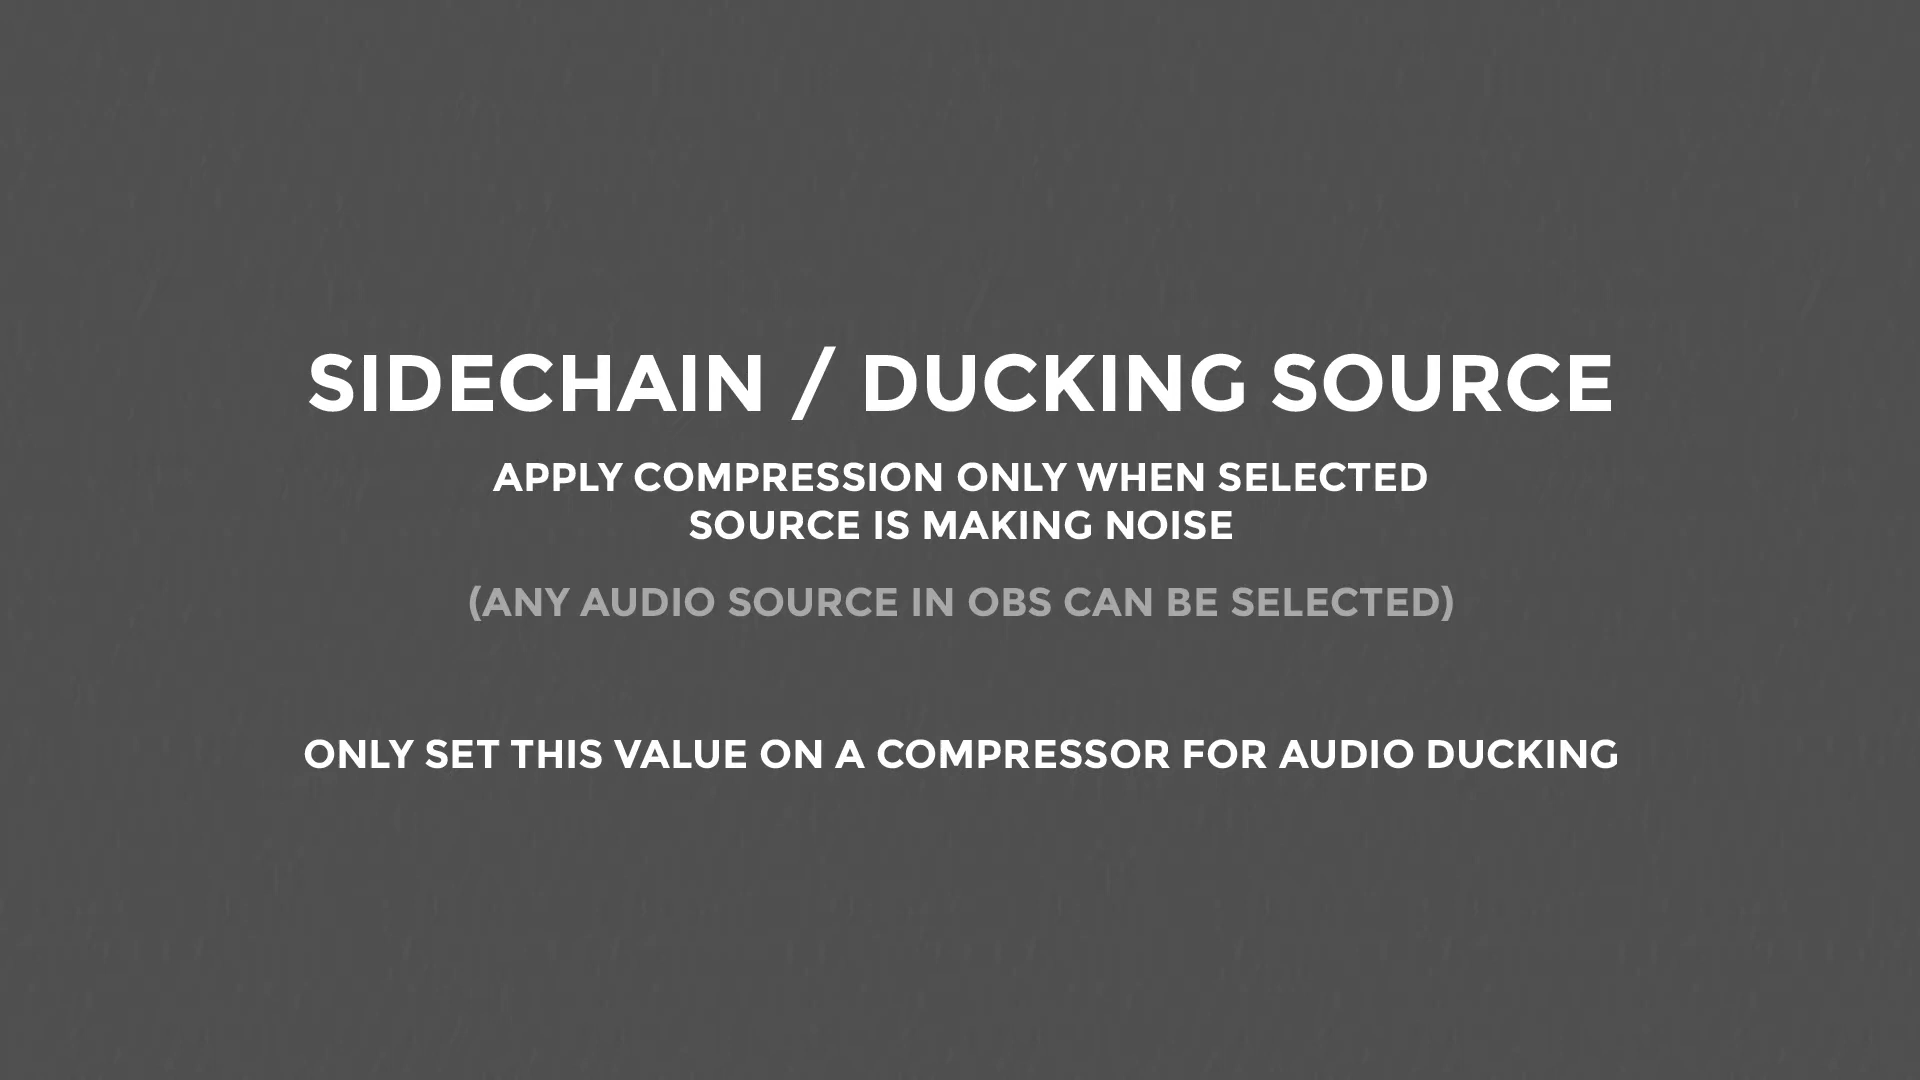 SIDECHAIN / DUCKING SOURCE
APPLY COMPRESSION ONLY WHEN SELECTED
SOURCE IS MAKING NOISE
(ANY AUDIO SOURCE IN OBS CAN BE SELECTED)
ONLY SET THIS VALUE ON A COMPRESSOR FOR AUDIO DUCKING